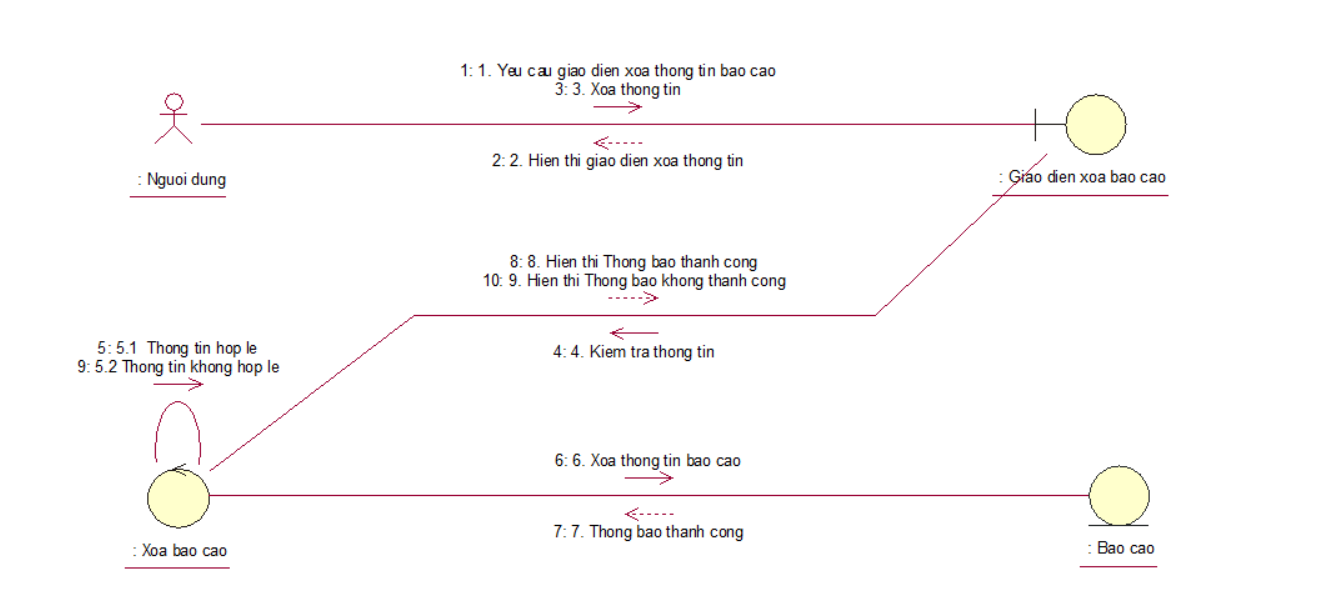 1: 1. Yeu cau giao dien xoa thong tin bao cao
3: 3. Xoa thong tin
2: 2. Hien thi giao dien xoa thong tin
: Nguoi dung
: Giao dien xoa bao cao
8: 8. Hien thi Thong bao thanh cong
10: 9. Hien thi Thong bao khong thanh cong
4: 4. Kiem tra thong tin
5: 5.1 Thong tin hop le
9: 5.2 Thong tin khong hop le
6: 6. Xoa thong tin bao cao
7: 7. Thong bao thanh cong
: Xoa bao cao
: Bao cao